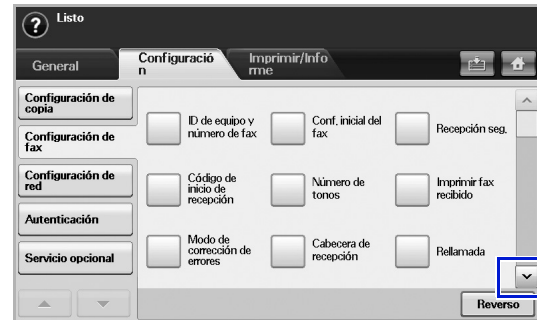 Listo
General
Configuració
n
Imprimir/Info
rme
Configuración de
copia
Configuración de
fax
Configuración de
red
Autenticación
Servicio opcional
ID de equipo y
número de fax
Conf. inicial del
fax
Recepción seg.
Código de
inicio de
recepción
Número de
tonos
Imprimir fax
recibido
Modo de
corrección de
errores
Cabecera de
recepción
Rellamada
Reverso